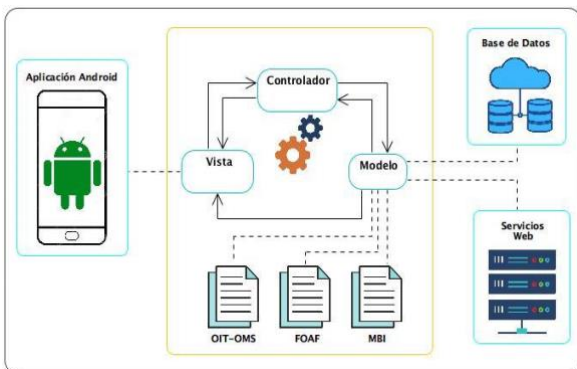 Aplicación Android
Controlador
Vista
Modelo
OIT-OMS
FOAF
MBI
Base de Datos
Servicios
Web